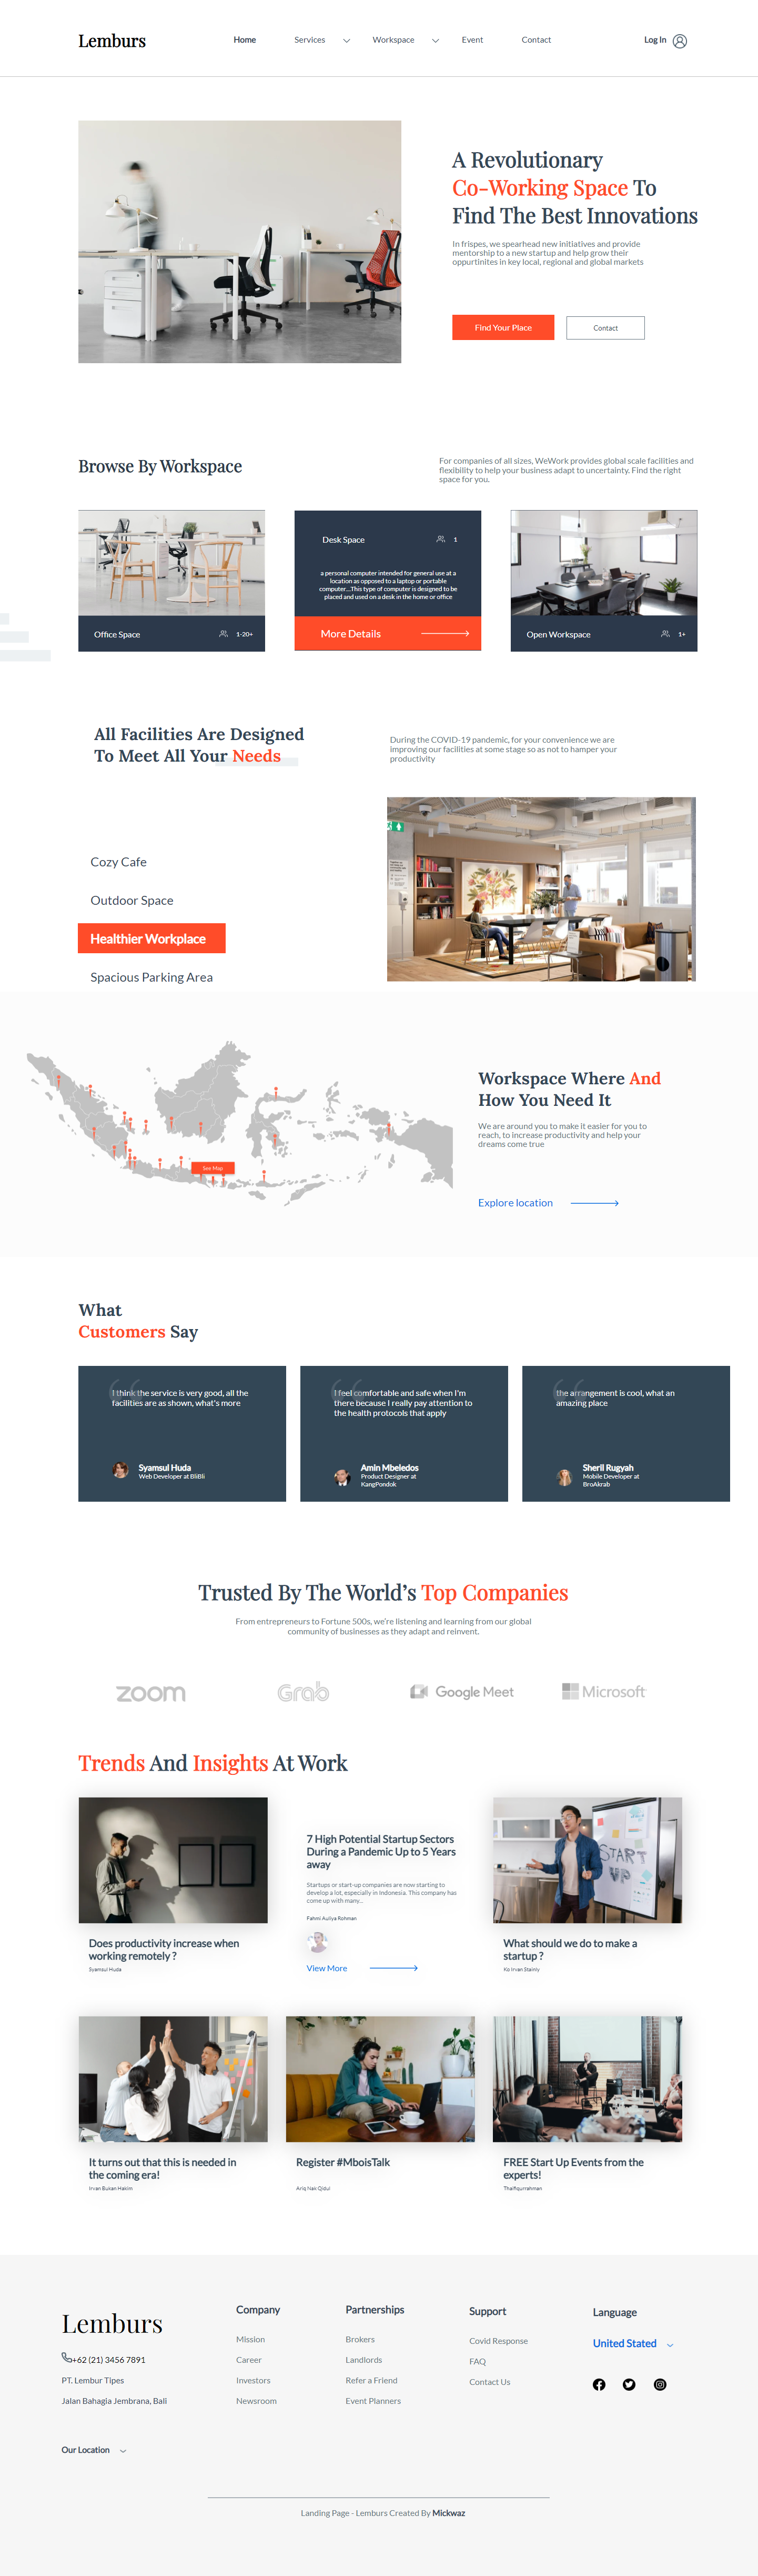 Lemburs
Home
Services
Workspace
Event
Contact
Log In
A Revolutionary
Co-Working Space To
Find The Best Innovations
In frispes, we spearhead new initiatives and provide
mentorship to a new startup and help grow their
oppurtinites in key local, regional and global markets
Find Your Place
Contact
Browse By Workspace
For companies of all sizes, WeWork provides global scale facilities and
flexibility to help your business adapt to uncertainty. Find the right
space for you.
Office Space
1-20+
Desk Space
1
a personal computer intended for general use at a
location as opposed to a laptop or portable
computer...This type of computer is designed to be
placed and used on a desk in the home or office
More Details
Open Workspace
1+
All Facilities Are Designed
To Meet All Your Needs
During the COVID-19 pandemic, for your convenience we are
improving our facilities at some stage so as not to hamper your
productivity
Cozy Cafe
Outdoor Space
Healthier Workplace
Spacious Parking Area
See Map
Workspace Where And
How You Need It
We are around you to make it easier for you to
reach, to increase productivity and help your
dreams come true
Explore location
What
Customers Say
I think the service is very good, all the
facilities are as shown, what's more
Syamsul Huda
Web Developer at BliBli
I feel comfortable and safe when I'm
there because I really pay attention to
the health protocols that apply
Amin Mbeledos
Product Designer at
KangPondok
the arrangement is cool, what an
amazing place
Sheril Rugyah
Mobile Developer at
BroAkrab
Trusted By The World's Top Companies
From entrepreneurs to Fortune 500s, we're listening and learning from our global
community of businesses as they adapt and reinvent.
zoom
Grab
Google Meet
Microsoft
Trends And Insights At Work
Does productivity increase when
working remotely ?
Syamsul Huda
7 High Potential Startup Sectors
During a Pandemic Up to 5 Years
away
Startups or start-up companies are now starting to
develop a lot, especially in Indonesia. This company has
come up with many...
Fahmi Auliya Rohman
View More
START
UP
What should we do to make a
startup ?
Ko Irvan Stainly
It turns out that this is needed in
the coming era!
Irvan Bukan Hakim
Register #MboisTalk
Ariq Nak Qidul
FREE Start Up Events from the
experts!
Thalfiqurrahman
Lemburs
+62 (21) 3456 7891
PT. Lembur Tipes
Jalan Bahagia Jembrana, Bali
Our Location
Company
Mission
Career
Investors
Newsroom
Partnerships
Brokers
Landlords
Refer a Friend
Event Planners
Support
Covid Response
FAQ
Contact Us
Language
United Stated
Landing Page - Lemburs Created By Mickwaz